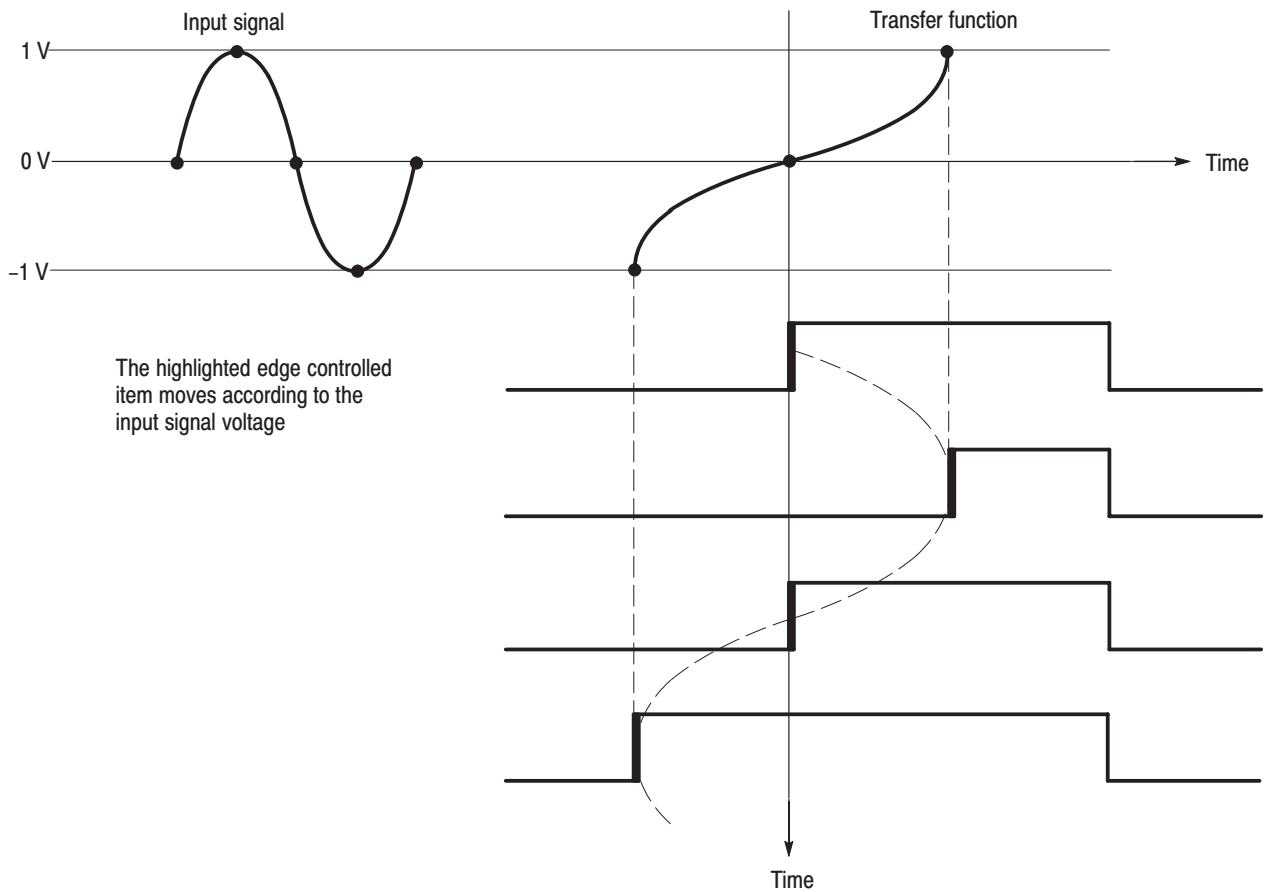 Input signal
Transfer function
1 V
0 V
Time
–1 V
The highlighted edge controlled
item moves according to the
input signal voltage
Time